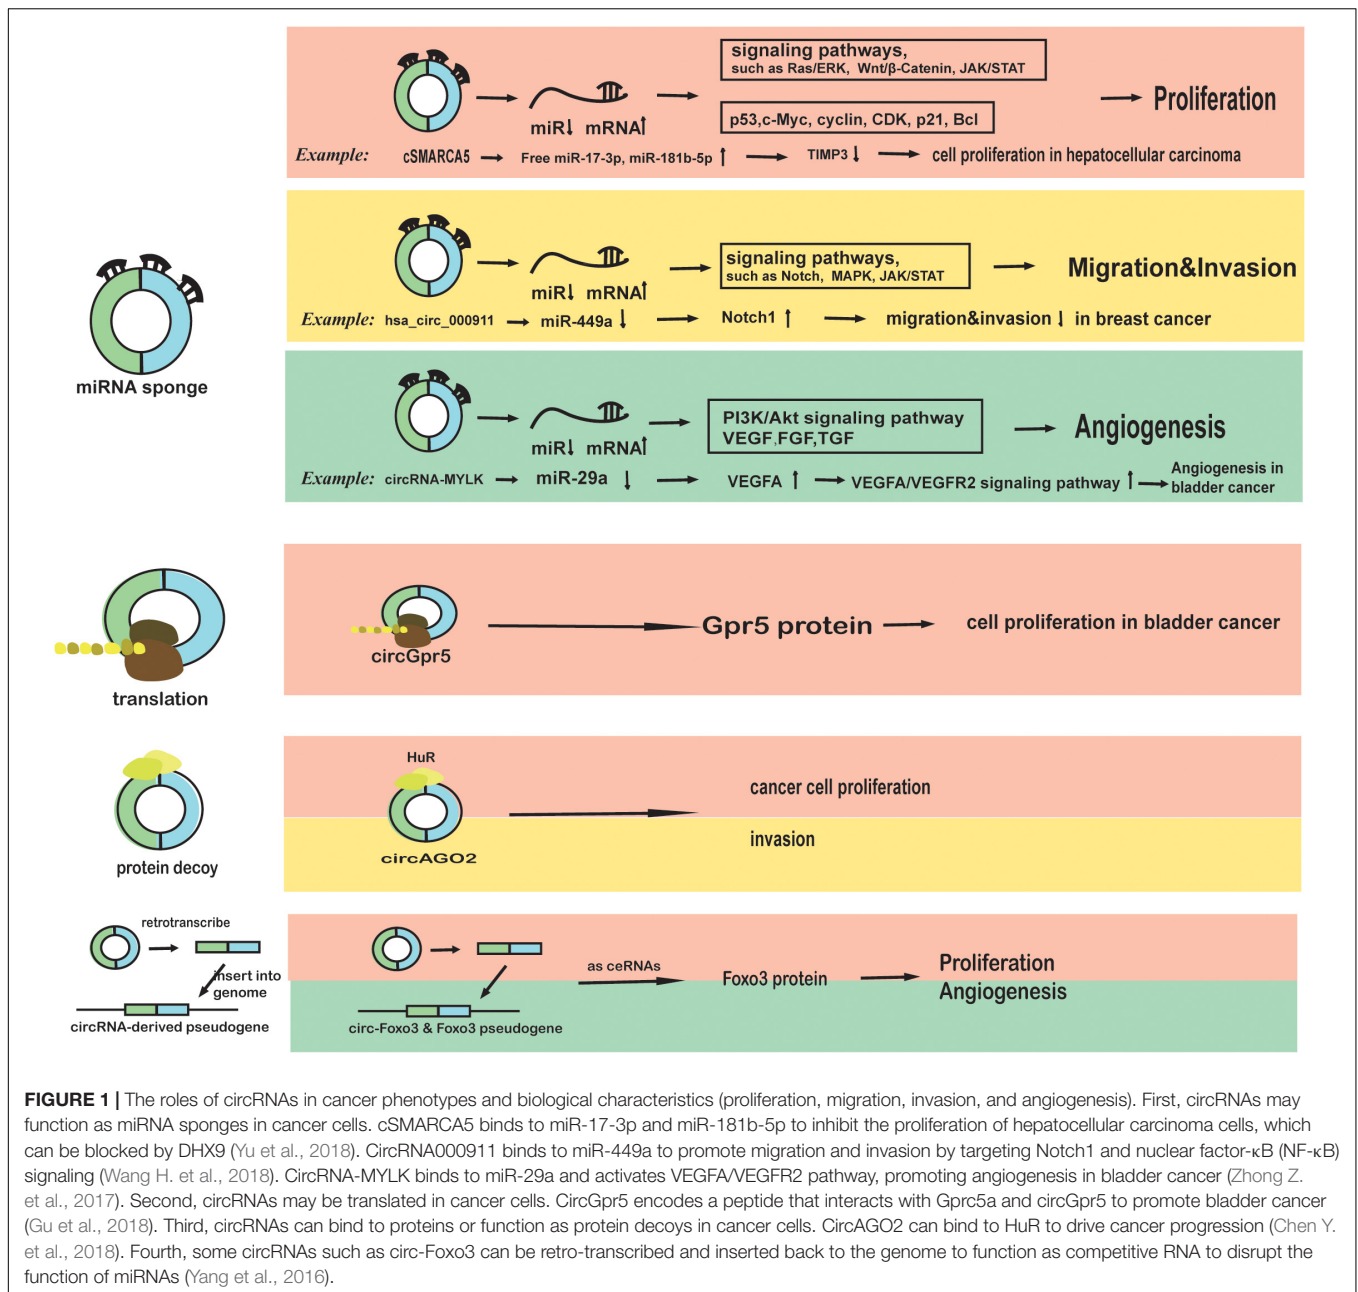 signaling pathways,
such as Ras/ERK, Wnt/β-Catenin, JAK/STAT
miR↓ mRNA↑
p53,c-Myc, cyclin, CDK, p21, Bcl
Proliferation
Example: cSMARCA5 → Free miR-17-3p, miR-181b-5p ↑ → TIMP3 ↓ → cell proliferation in hepatocellular carcinoma
miRNA sponge
signaling pathways,
such as Notch, MAPK, JAK/STAT
miR↓ mRNA↑
Migration&Invasion
Example: hsa_circ_000911 → miR-449a ↓ → Notch1 ↑ → migration&invasion ↓ in breast cancer
PI3K/Akt signaling pathway
VEGF,FGF,TGF
miR↓ mRNA↑
Angiogenesis
Example: circRNA-MYLK → miR-29a ↓ → VEGFA ↑ → VEGFA/VEGFR2 signaling pathway ↑ →
Angiogenesis in
bladder cancer
translation
circGpr5
Gpr5 protein
cell proliferation in bladder cancer
protein decoy
HuR
circAGO2
cancer cell proliferation
invasion
retrotranscribe
insert into
genome
circRNA-derived pseudogene
circ-Foxo3 & Foxo3 pseudogene
as ceRNAs
Foxo3 protein
Proliferation
Angiogenesis
FIGURE 1 | The roles of circRNAs in cancer phenotypes and biological characteristics (proliferation, migration, invasion, and angiogenesis). First, circRNAs may
function as miRNA sponges in cancer cells. cSMARCA5 binds to miR-17-3p and miR-181b-5p to inhibit the proliferation of hepatocellular carcinoma cells, which
can be blocked by DHX9 (Yu et al., 2018). CircRNA000911 binds to miR-449a to promote migration and invasion by targeting Notch1 and nuclear factor-κB (NF-κB)
signaling (Wang H. et al., 2018). CircRNA-MYLK binds to miR-29a and activates VEGFA/VEGFR2 pathway, promoting angiogenesis in bladder cancer (Zhong Z.
et al., 2017). Second, circRNAs may be translated in cancer cells. CircGpr5 encodes a peptide that interacts with Gprc5a and circGpr5 to promote bladder cancer
(Gu et al., 2018). Third, circRNAs can bind to proteins or function as protein decoys in cancer cells. CircAGO2 can bind to HuR to drive cancer progression (Chen Y.
et al., 2018). Fourth, some circRNAs such as circ-Foxo3 can be retro-transcribed and inserted back to the genome to function as competitive RNA to disrupt the
function of miRNAs (Yang et al., 2016).